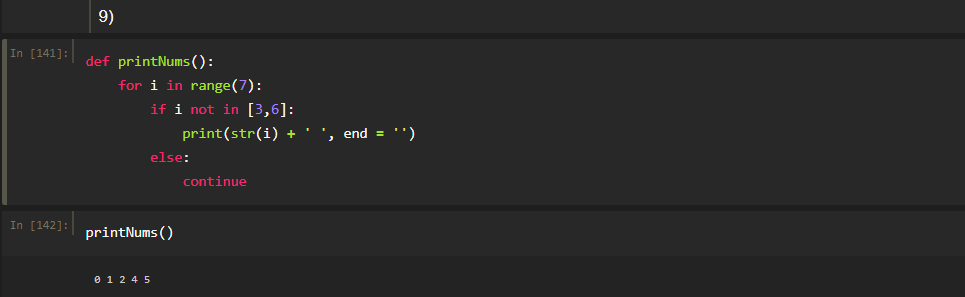 9)
In [141]:
def printNums():
    for i in range(7):
        if i not in [3,6]:
            print(str(i) + ' ', end = '')
        else:
            continue
In [142]:
printNums()
0 1 2 4 5